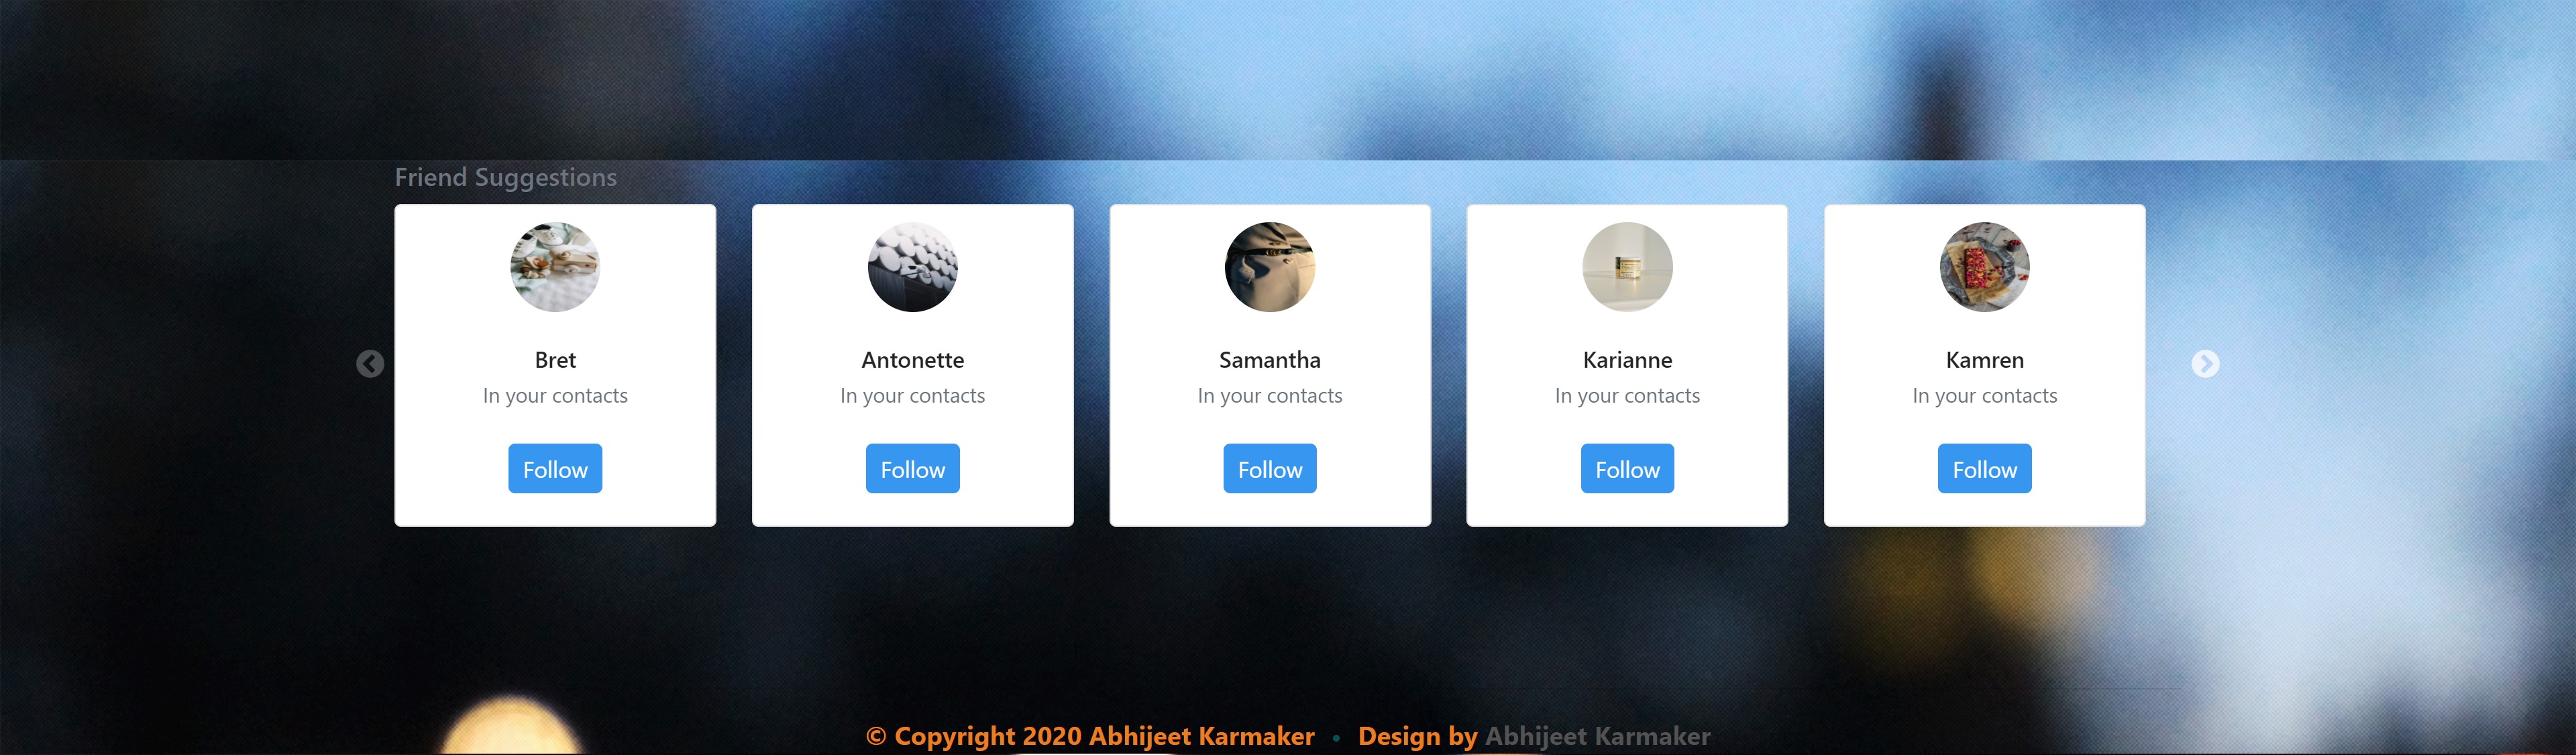 Friend Suggestions
Bret
In your contacts
Follow
Antonette
In your contacts
Follow
Samantha
In your contacts
Follow
Karianne
In your contacts
Follow
Kamren
In your contacts
Follow
© Copyright 2020 Abhijeet Karmaker • Design by Abhijeet Karmaker